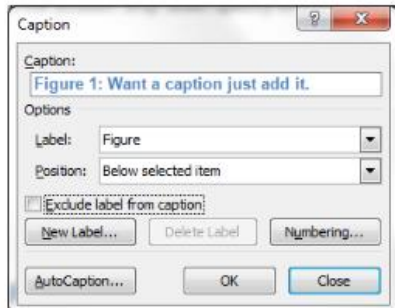 Caption
Caption:
Figure 1: Want a caption just add it.
Options
Label: Figure
Position: Below selected item
Exclude label from caption
New Label... Delete Label Numbering...
AutoCaption... OK Close